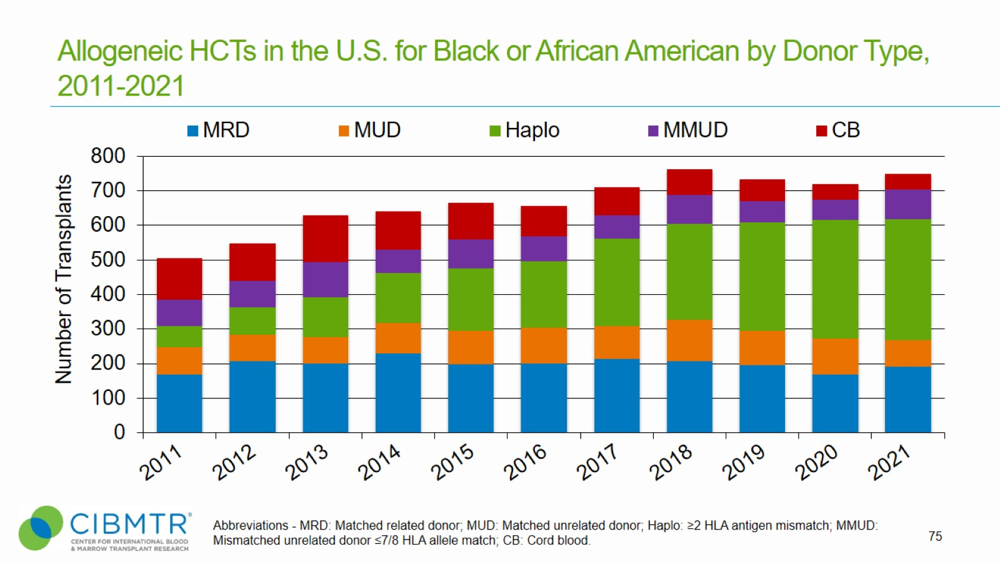 Allogeneic HCTs in the U.S. for Black or African American by Donor Type,
2011-2021
MRD MUD Haplo MMUD CB
Number of Transplants
800
700
600
500
400
300
200
100
0
2011 2012 2013 2014 2015 2016 2017 2018 2019 2020 2021
CIBMTR®
CENTER FOR INTERNATIONAL BLOOD
& MARROW TRANSPLANT RESEARCH
Abbreviations - MRD: Matched related donor; MUD: Matched unrelated donor; Haplo: ≥2 HLA antigen mismatch; MMUD:
Mismatched unrelated donor ≤7/8 HLA allele match; CB: Cord blood.
75